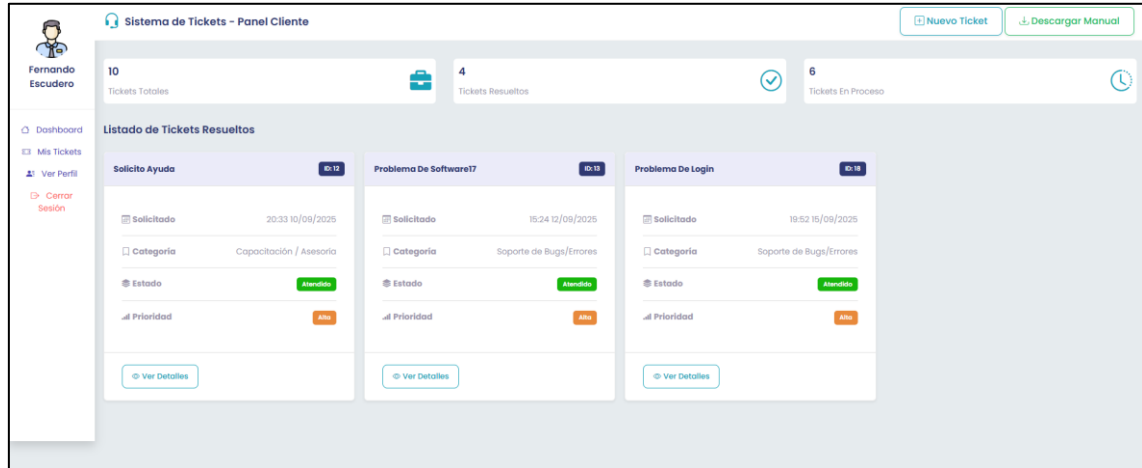 Sistema de Tickets - Panel Cliente
Nuevo Ticket
Descargar Manual
Fernando
Escudero
Dashboard
Mis Tickets
Ver Perfil
Cerrar
Sesión
10
Tickets Totales
4
Tickets Resueltos
6
Tickets En Proceso
Listado de Tickets Resueltos
Solicito Ayuda
ID: 12
Solicitado
20:33 10/09/2025
Categoría
Capacitación / Asesoria
Estado
Atendido
Prioridad
Alta
Ver Detalles
Problema De Software17
ID: 13
Solicitado
15:24 12/09/2025
Categoría
Soporte de Bugs/Errores
Estado
Atendido
Prioridad
Alta
Ver Detalles
Problema De Login
ID: 18
Solicitado
19:52 15/09/2025
Categoría
Soporte de Bugs/Errores
Estado
Atendido
Prioridad
Alta
Ver Detalles